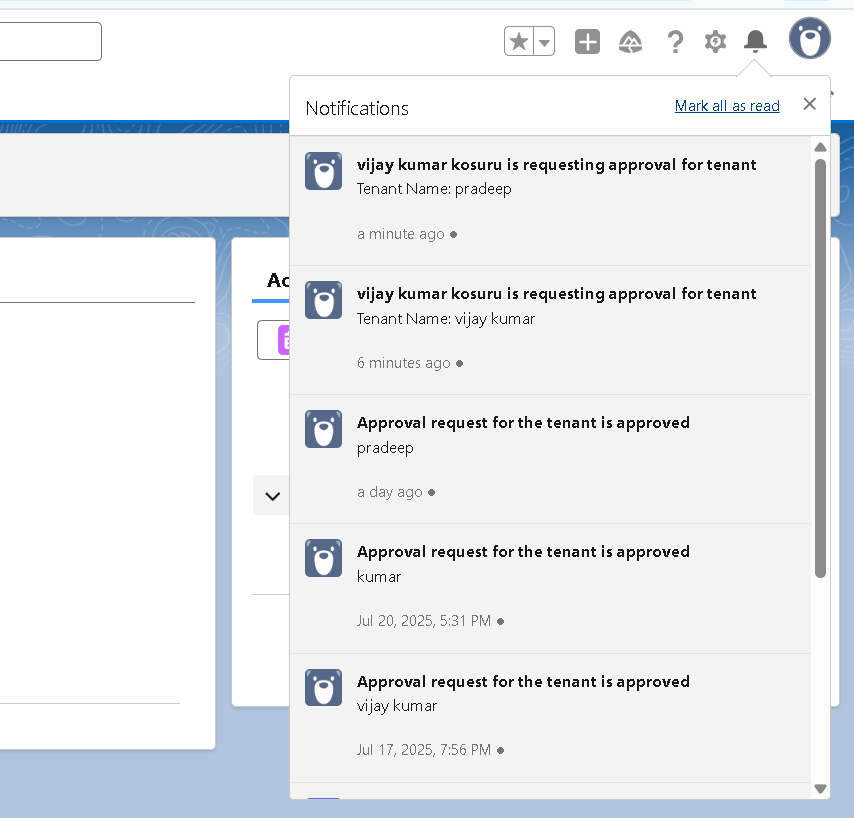 Notifications
Mark all as read
vijay kumar kosuru is requesting approval for tenant
Tenant Name: pradeep
a minute ago
vijay kumar kosuru is requesting approval for tenant
Tenant Name: vijay kumar
6 minutes ago
Approval request for the tenant is approved
pradeep
a day ago
Approval request for the tenant is approved
kumar
Jul 20, 2025, 5:31 PM
Approval request for the tenant is approved
vijay kumar
Jul 17, 2025, 7:56 PM